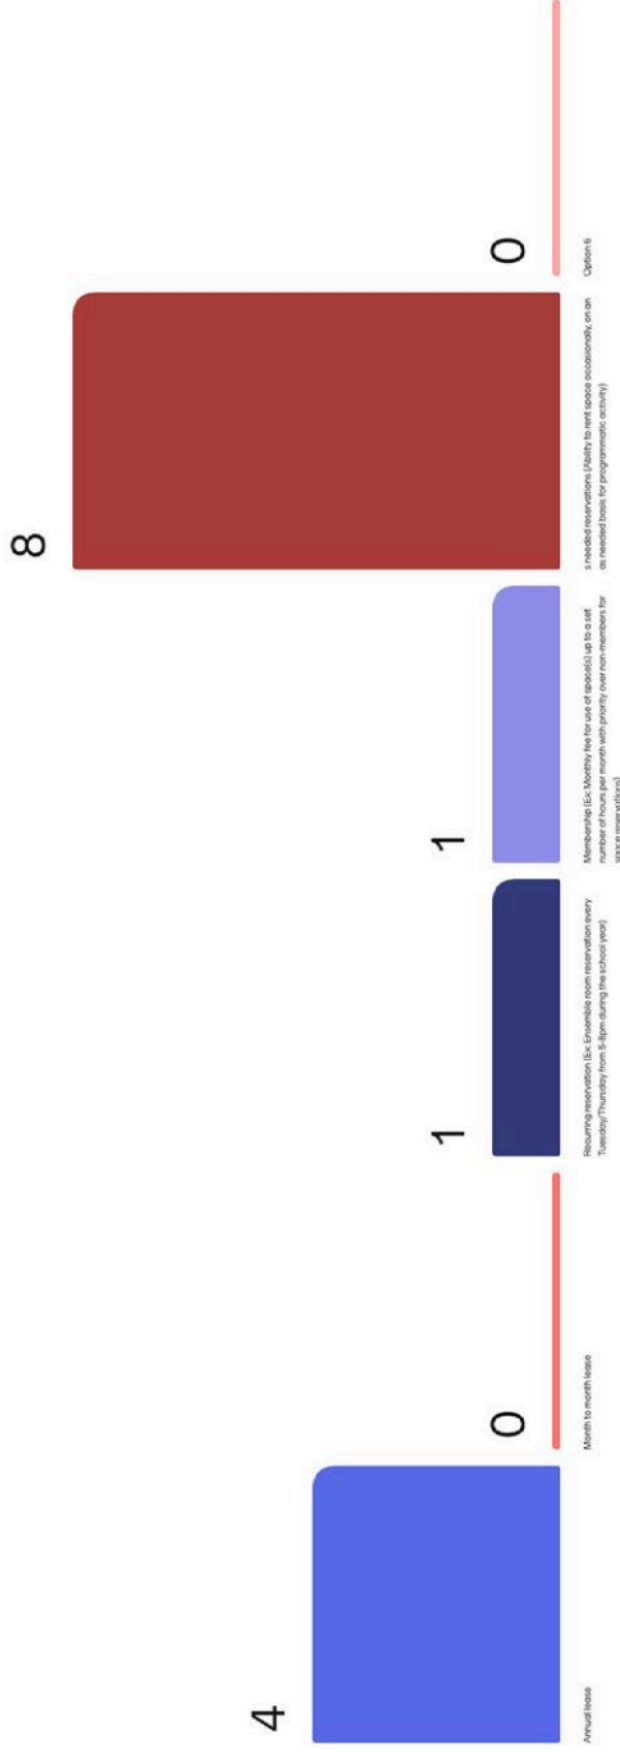 4
Annual lease
0
Month to month lease
1
Recurring reservation (Ex: Ensemble room reservation every
Tuesday/Thursday from 5-8pm during the school year)
1
Membership (Ex: Monthly fee for use of space(s) up to a set
number of hours per month with priority over non-members for
space reservations)
8
s needed reservations (Ability to rent space occasionally, on an
as needed basis for programmatic activity)
0
Option 6